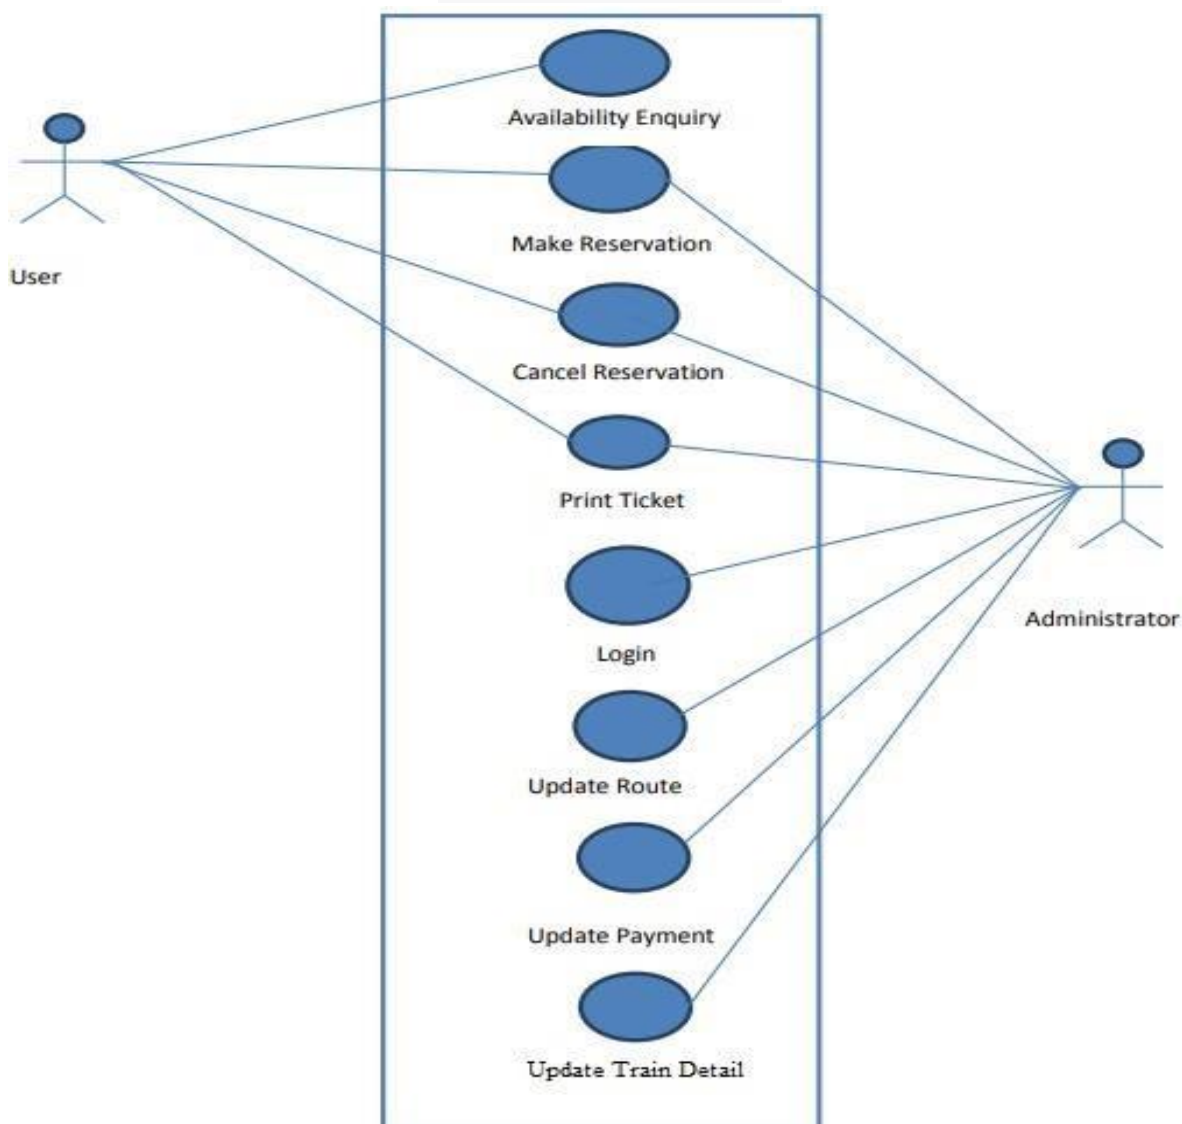 Availability Enquiry
Make Reservation
User
Cancel Reservation
Print Ticket
Administrator
Login
Update Route
Update Payment
Update Train Detail